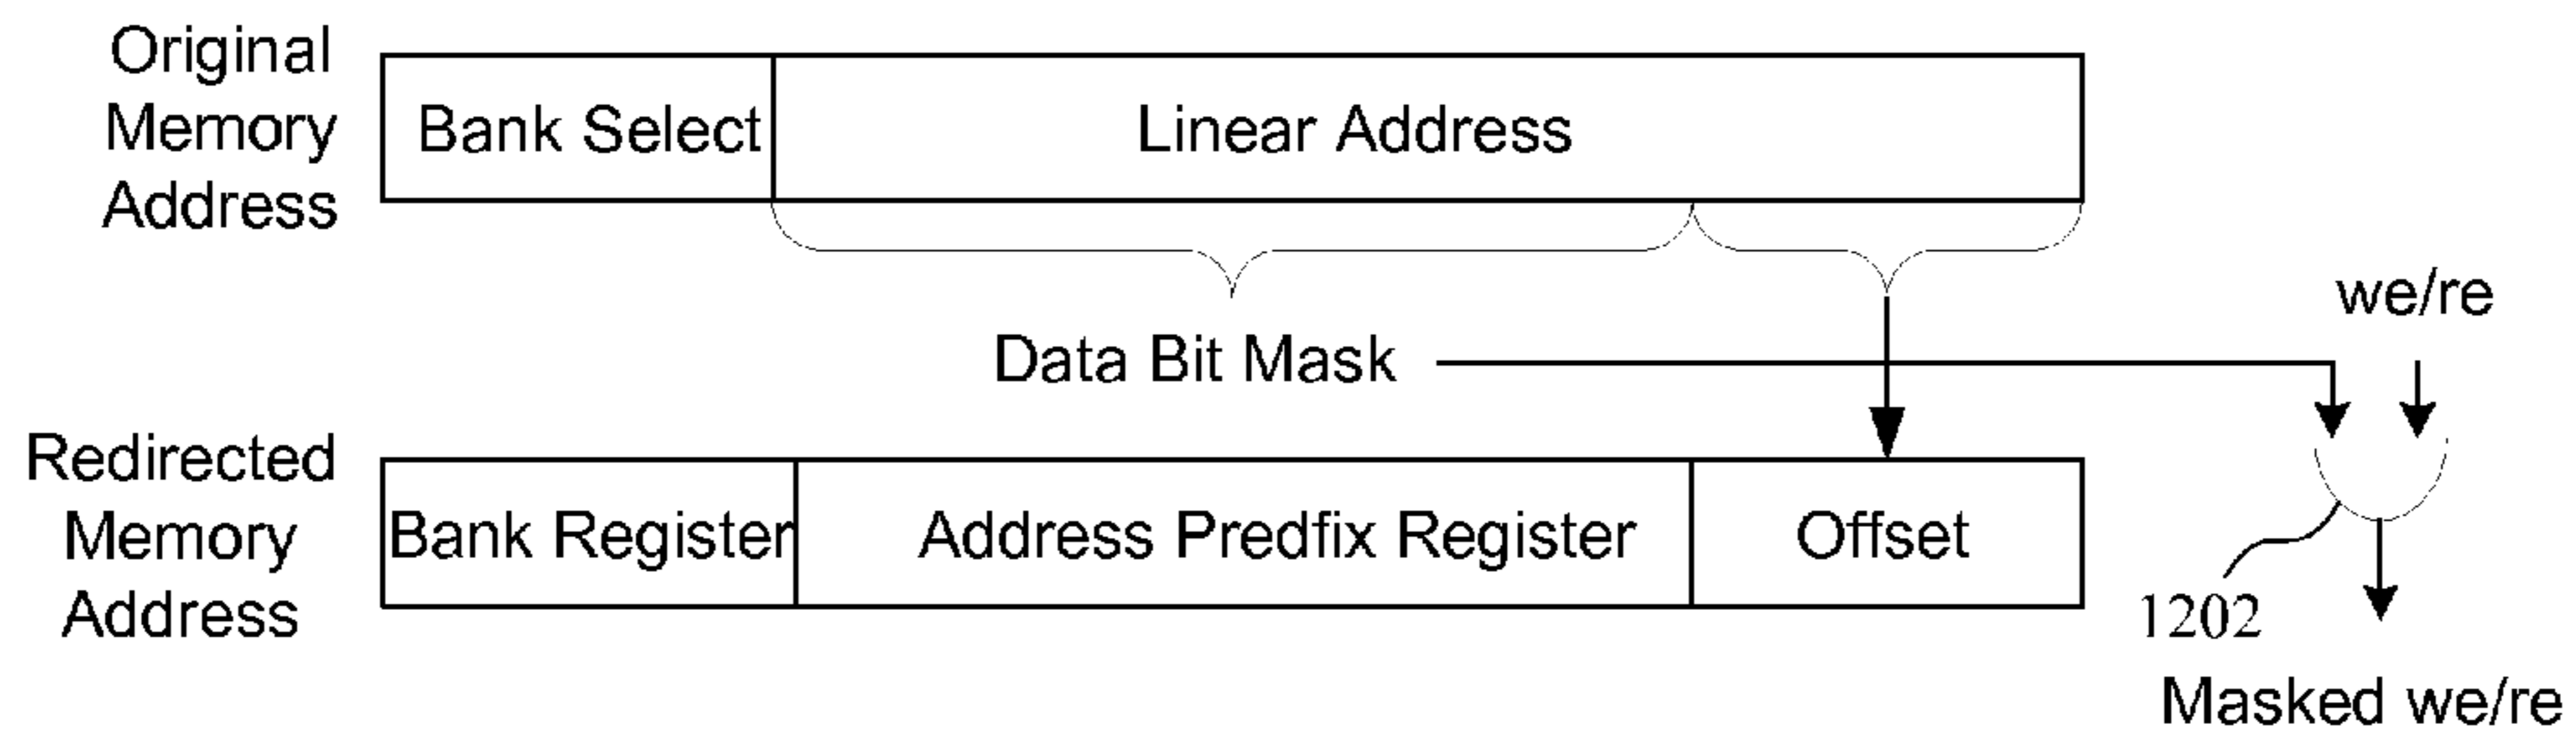 Original
Memory
Address
Bank Select
Linear Address
we/re
Data Bit Mask
Redirected
Memory
Address
Bank Register
Address Predfix Register
Offset
1202
Masked we/re